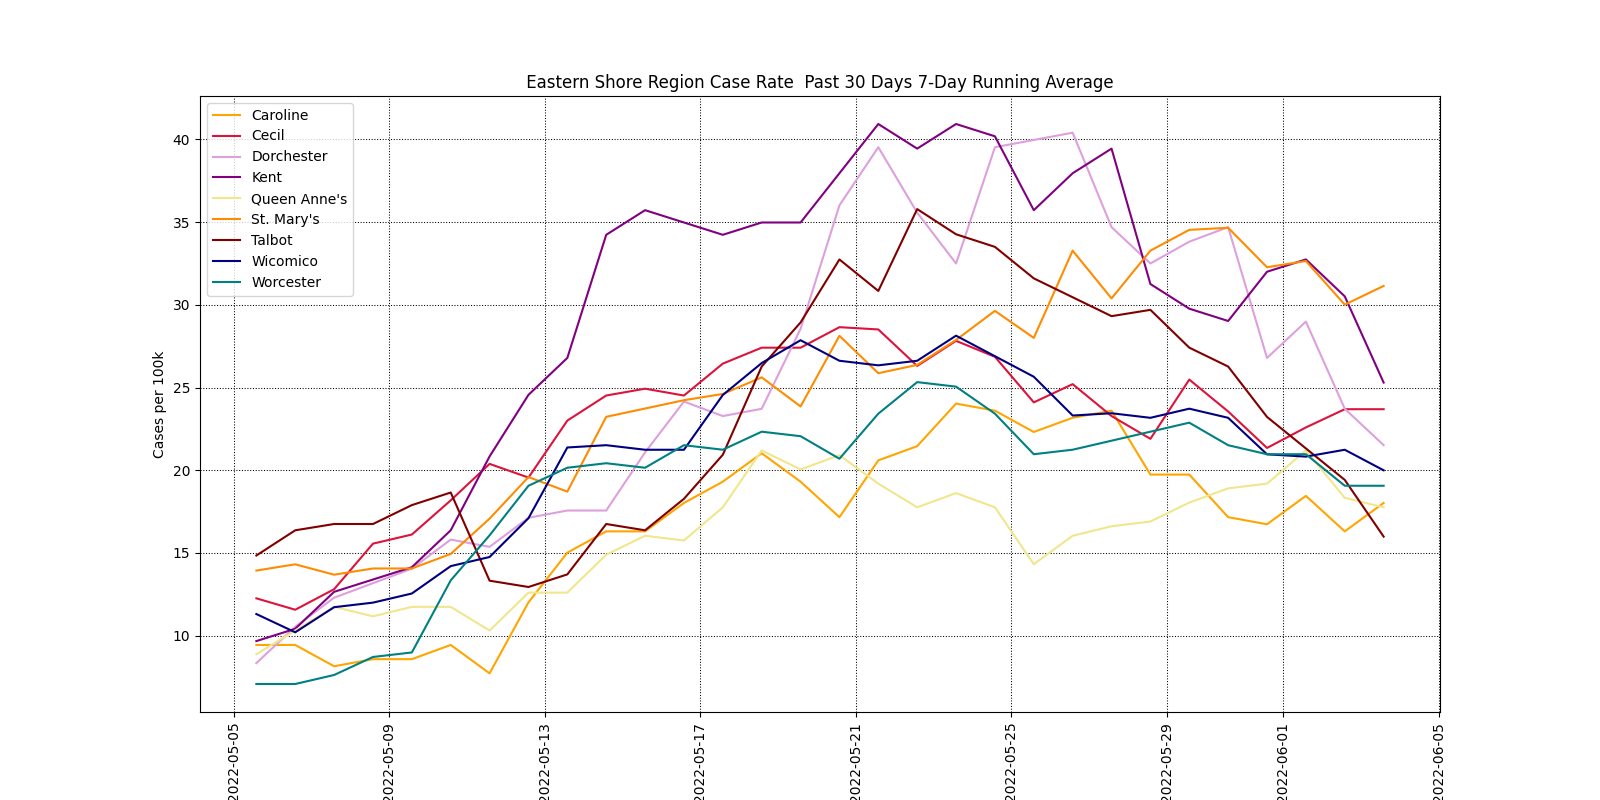 Eastern Shore Region Case Rate  Past 30 Days 7-Day Running Average
Caroline
Cecil
Dorchester
Kent
Queen Anne's
St. Mary's
Talbot
Wicomico
Worcester
Cases per 100k
40
35
30
25
20
15
10
2022-05-05
2022-05-09
2022-05-13
2022-05-17
2022-05-21
2022-05-25
2022-05-29
2022-06-01
2022-06-05